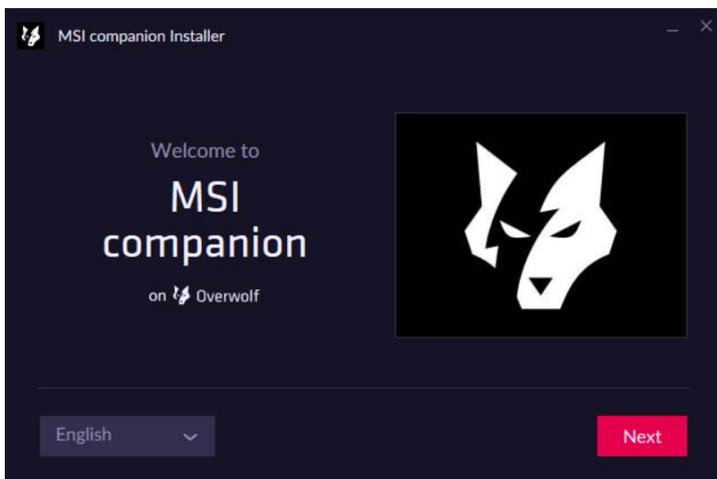 MSI companion Installer
Welcome to
MSI
companion
on Overwolf
English
Next